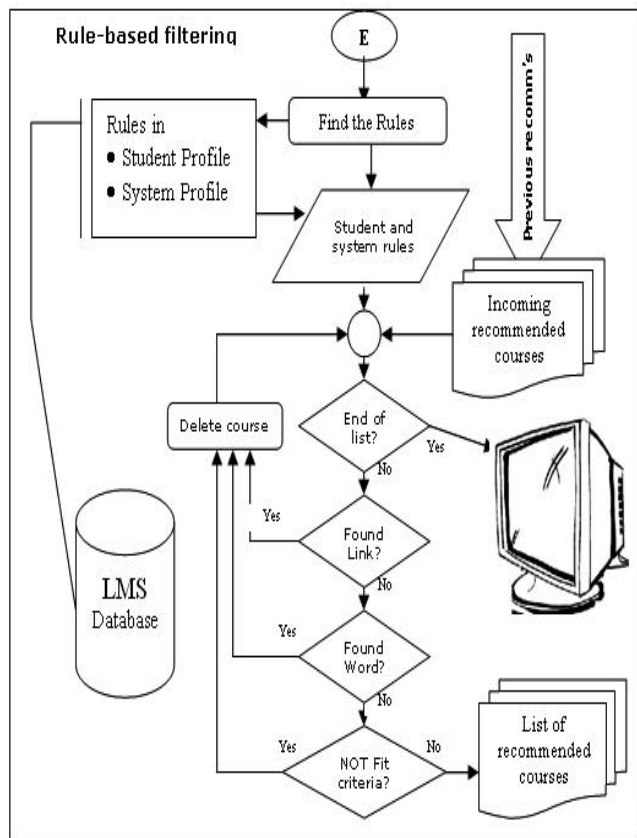 Rule-based filtering
E
Previous recomm's
Find the Rules
Rules in
• Student Profile
• System Profile
Student and
system rules
Incoming
recommended
courses
Delete course
End of
list?
Yes
No
Yes
Found
Link?
No
LMS
Database
Yes
Found
Word?
No
Yes
NOT Fit
criteria?
No
List of
recommended
courses